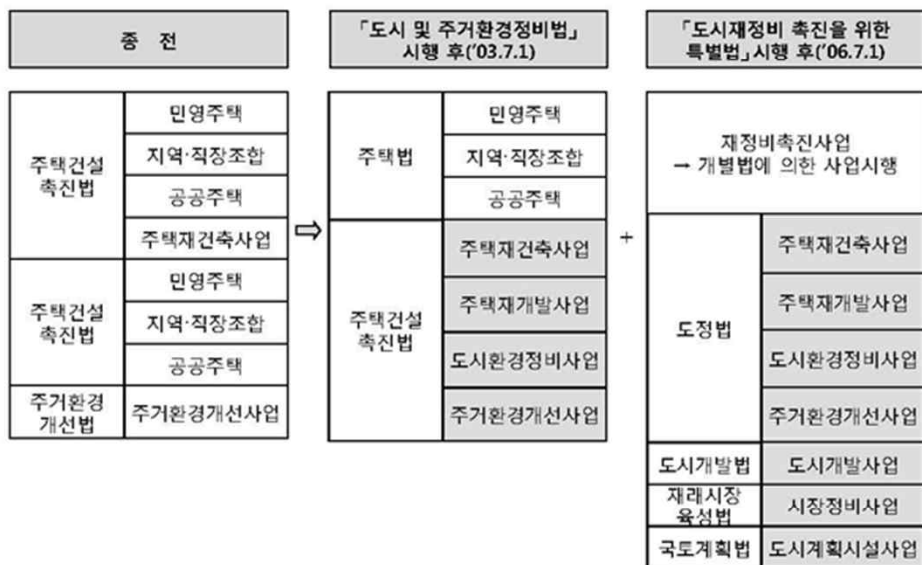 종 전
「도시 및 주거환경정비법」
시행 후('03.7.1)
「도시재정비 촉진을 위한
특별법」시행 후('06.7.1)
주택건설
촉진법
민영주택
지역·직장조합
공공주택
주택재건축사업
주택건설
촉진법
민영주택
지역·직장조합
공공주택
주거환경
개선법
주거환경개선사업
⇨
주택법
민영주택
지역·직장조합
공공주택
주택건설
촉진법
주택재건축사업
주택재개발사업
도시환경정비사업
주거환경개선사업
+
재정비촉진사업
→ 개별법에 의한 사업시행
도정법
주택재건축사업
주택재개발사업
도시환경정비사업
주거환경개선사업
도시개발법
도시개발사업
재래시장
육성법
시장정비사업
국토계획법
도시계획시설사업